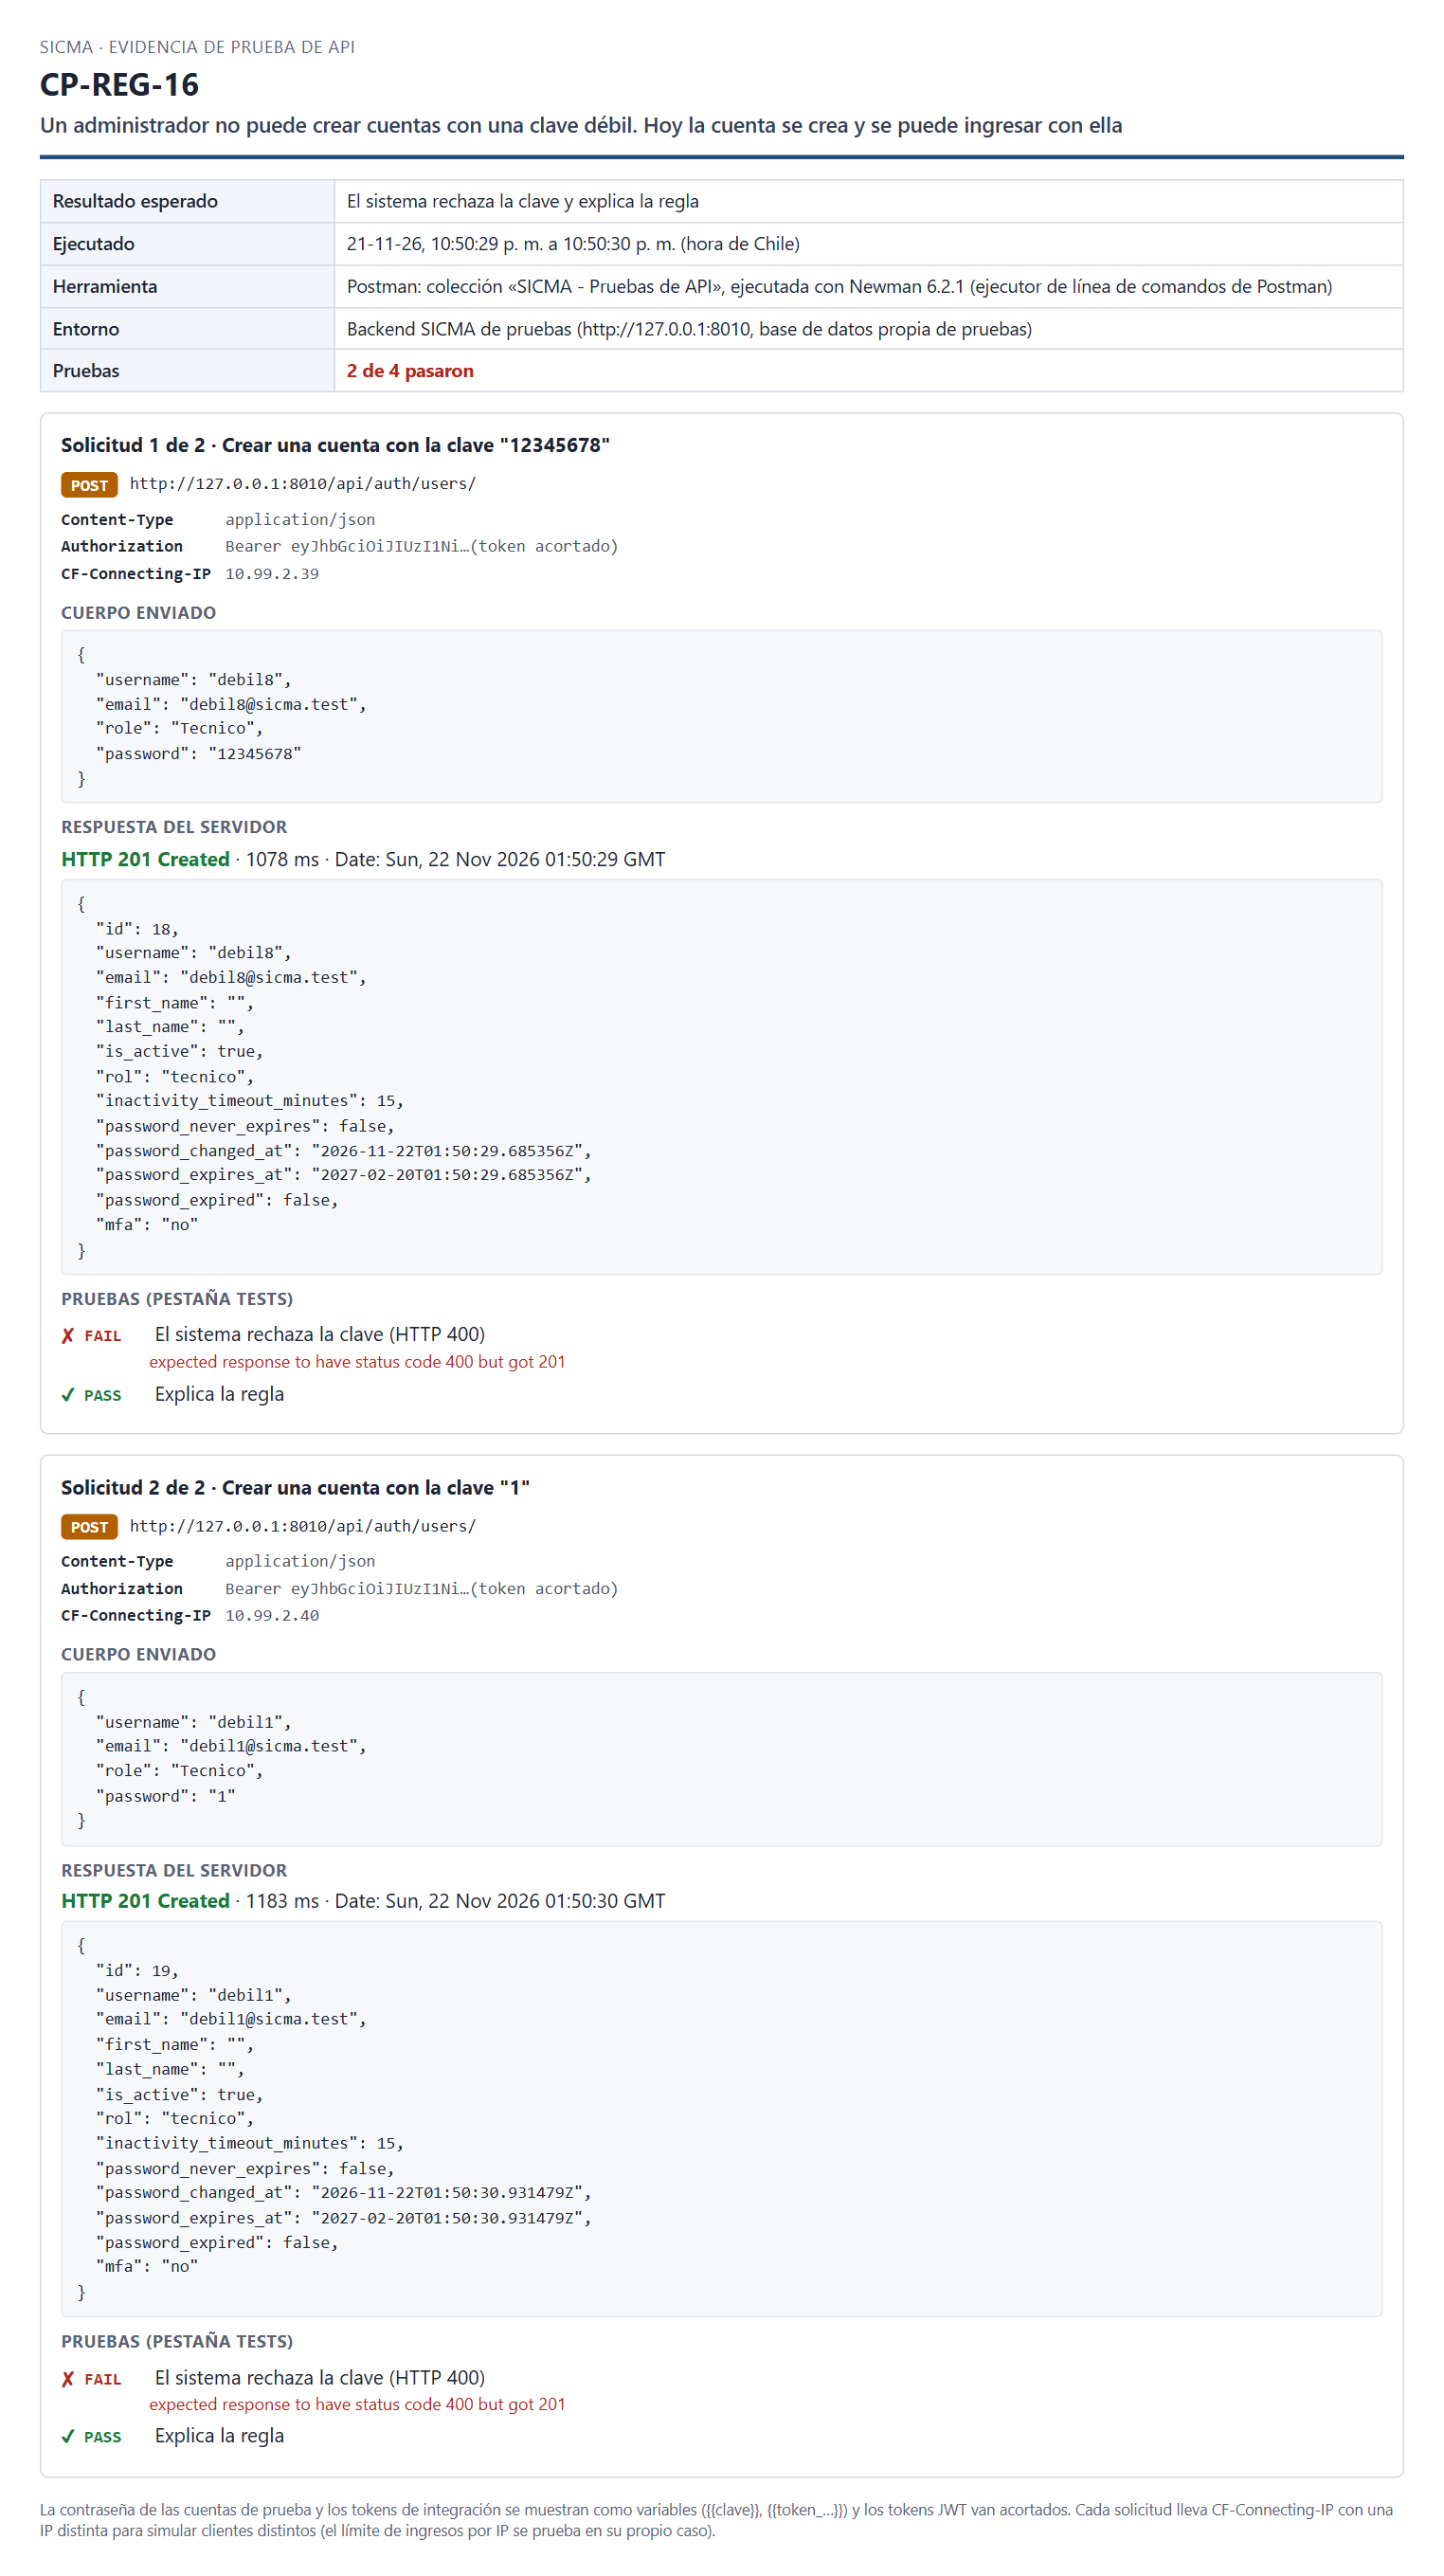 SICMA · EVIDENCIA DE PRUEBA DE API
CP-REG-16
Un administrador no puede crear cuentas con una clave débil. Hoy la cuenta se crea y se puede ingresar con ella
Resultado esperado El sistema rechaza la clave y explica la regla
Ejecutado 21-11-26, 10:50:29 p. m. a 10:50:30 p. m. (hora de Chile)
Herramienta Postman: colección «SICMA - Pruebas de API», ejecutada con Newman 6.2.1 (ejecutor de línea de comandos de Postman)
Entorno Backend SICMA de pruebas (http://127.0.0.1:8010, base de datos propia de pruebas)
Pruebas 2 de 4 pasaron
Solicitud 1 de 2 · Crear una cuenta con la clave "12345678"
POST http://127.0.0.1:8010/api/auth/users/
Content-Type application/json
Authorization Bearer eyJhbGciOiJIUzI1Ni…(token acortado)
CF-Connecting-IP 10.99.2.39
CUERPO ENVIADO
{
"username": "debil8",
"email": "debil8@sicma.test",
"role": "Tecnico",
"password": "12345678"
}
RESPUESTA DEL SERVIDOR
HTTP 201 Created · 1078 ms · Date: Sun, 22 Nov 2026 01:50:29 GMT
{
"id": 18,
"username": "debil8",
"email": "debil8@sicma.test",
"first_name": "",
"last_name": "",
"is_active": true,
"rol": "tecnico",
"inactivity_timeout_minutes": 15,
"password_never_expires": false,
"password_changed_at": "2026-11-22T01:50:29.685356Z",
"password_expires_at": "2027-02-20T01:50:29.685356Z",
"password_expired": false,
"mfa": "no"
}
PRUEBAS (PESTAÑA TESTS)
✗ FAIL El sistema rechaza la clave (HTTP 400)
expected response to have status code 400 but got 201
✓ PASS Explica la regla
Solicitud 2 de 2 · Crear una cuenta con la clave "1"
POST http://127.0.0.1:8010/api/auth/users/
Content-Type application/json
Authorization Bearer eyJhbGciOiJIUzI1Ni…(token acortado)
CF-Connecting-IP 10.99.2.40
CUERPO ENVIADO
{
"username": "debil1",
"email": "debil1@sicma.test",
"role": "Tecnico",
"password": "1"
}
RESPUESTA DEL SERVIDOR
HTTP 201 Created · 1183 ms · Date: Sun, 22 Nov 2026 01:50:30 GMT
{
"id": 19,
"username": "debil1",
"email": "debil1@sicma.test",
"first_name": "",
"last_name": "",
"is_active": true,
"rol": "tecnico",
"inactivity_timeout_minutes": 15,
"password_never_expires": false,
"password_changed_at": "2026-11-22T01:50:30.931479Z",
"password_expires_at": "2027-02-20T01:50:30.931479Z",
"password_expired": false,
"mfa": "no"
}
PRUEBAS (PESTAÑA TESTS)
✗ FAIL El sistema rechaza la clave (HTTP 400)
expected response to have status code 400 but got 201
✓ PASS Explica la regla
La contraseña de las cuentas de prueba y los tokens de integración se muestran como variables ({{clave}}, {{token_...}}) y los tokens JWT van acortados. Cada solicitud lleva CF-Connecting-IP con una
IP distinta para simular clientes distintos (el límite de ingresos por IP se prueba en su propio caso).